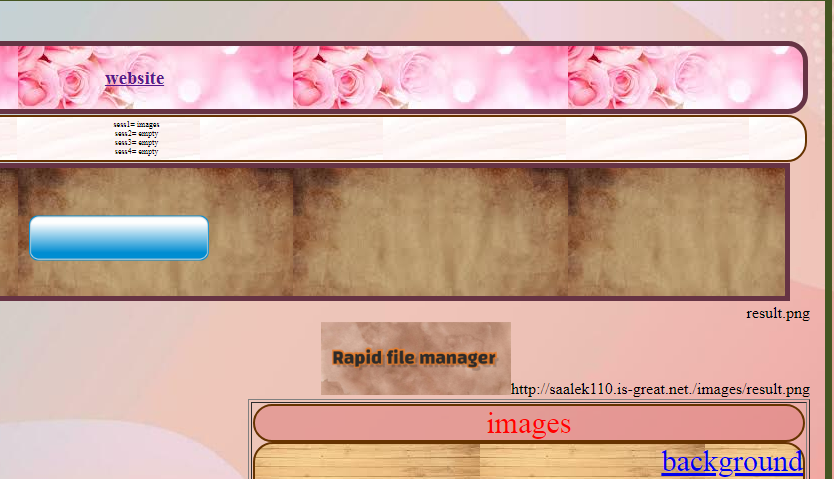 website
sess1= images
sess2= empty
sess3= empty
sess4= empty
result.png
Rapid file manager
http://saalek110.is-great.net./images/result.png
images
background